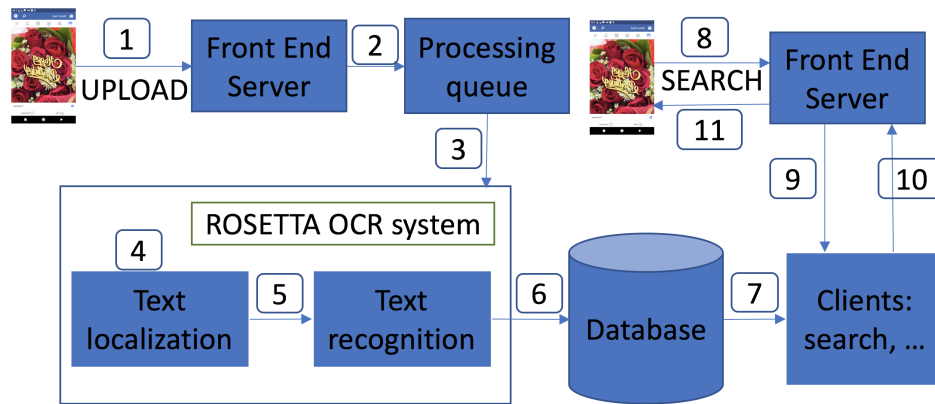 1
UPLOAD
Front End
Server
2
Processing
queue
3
ROSETTA OCR system
4
Text
localization
5
Text
recognition
6
Database
7
Clients:
search, ...
8
SEARCH
11
Front End
Server
9
10